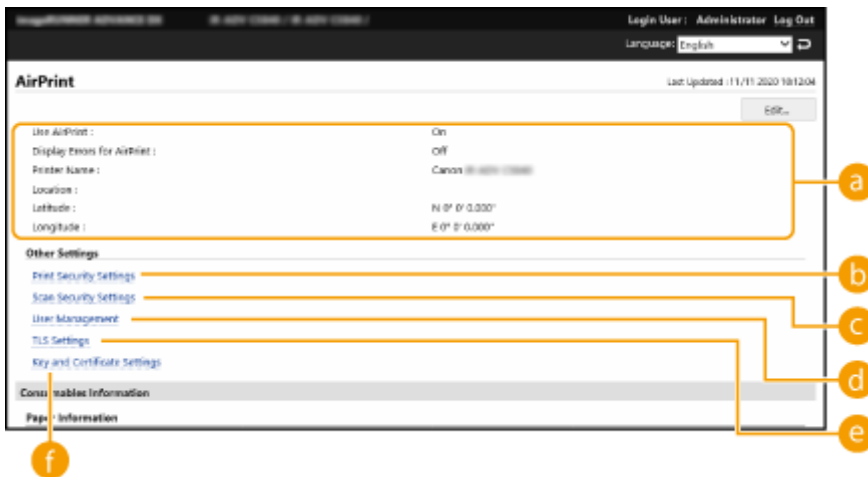 imageRUNNER ADVANCE DX
Login User : Administrator Log Out
Language: English
AirPrint
Last Updated : 11/11 2020 10:12:04
Edit...
Use AirPrint : On
Display Errors for AirPrint : Off
Printer Name : Canon
Location :
Latitude : N 0° 0' 0.000"
Longitude : E 0° 0' 0.000"
a
Other Settings
Print Security Settings
b
Scan Security Settings
c
User Management
d
TLS Settings
e
Key and Certificate Settings
f
Consumables Information
Paper Information